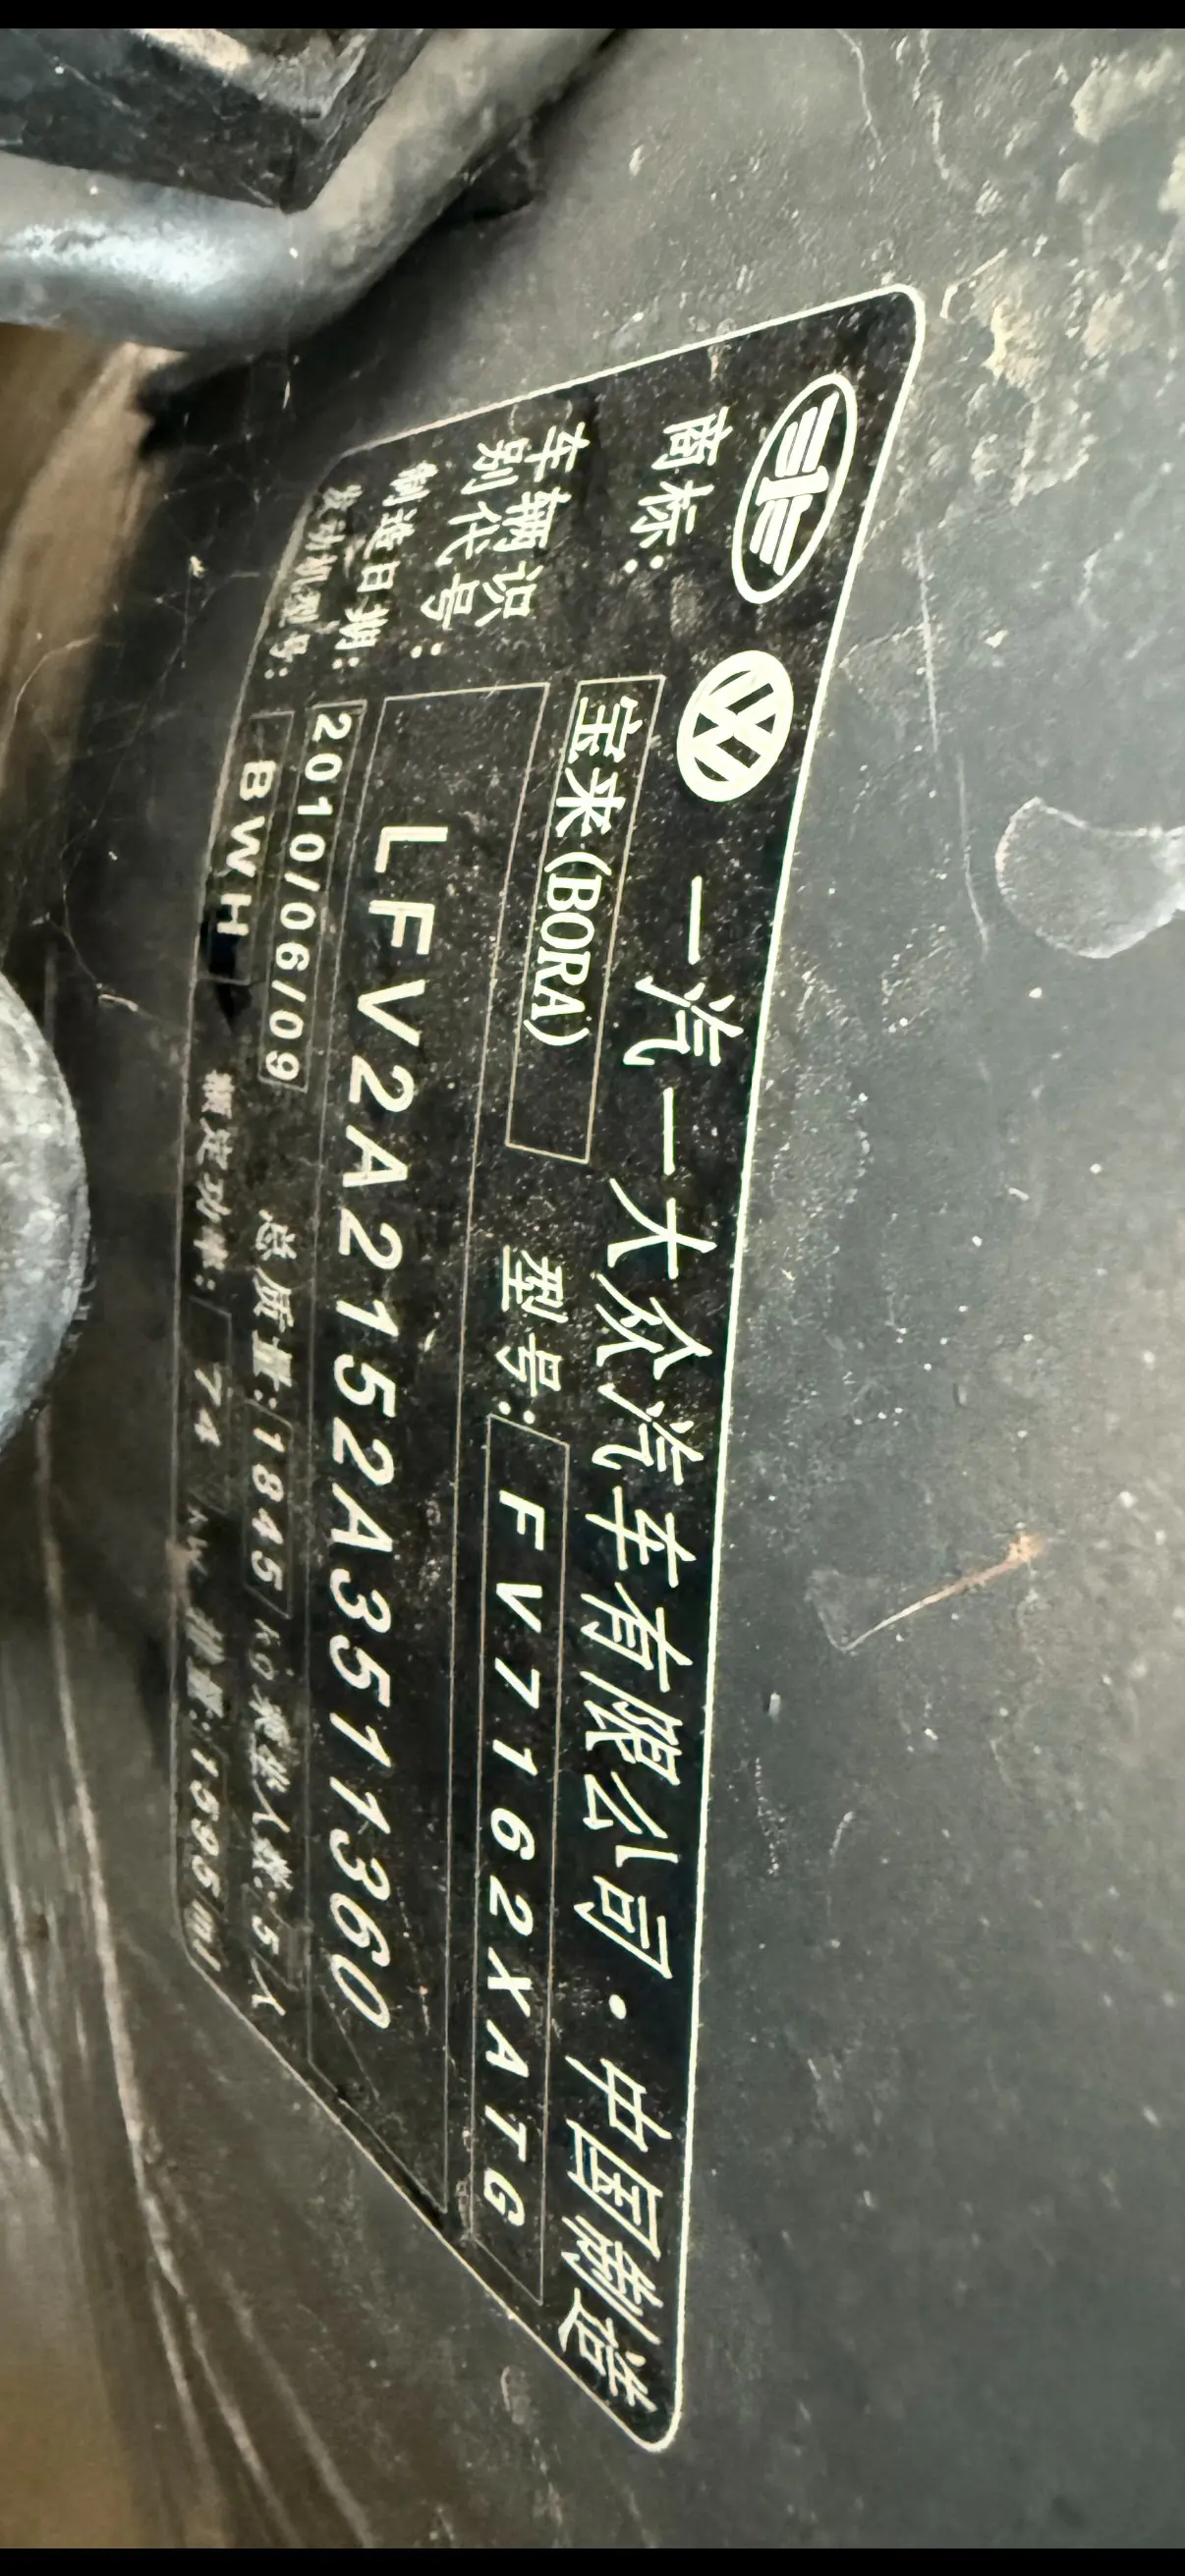 一汽－大众汽车有限公司·中国制造
商标: 宝来(BORA) 型号: FV7162XATG
车辆识别代号: LFV2A2152A3511360
制造日期: 2010/06/09 总质量: 1845 kg 乘坐人数: 5 人
发动机型号: BWH 额定功率: 74 kw 排量: 1595 ml